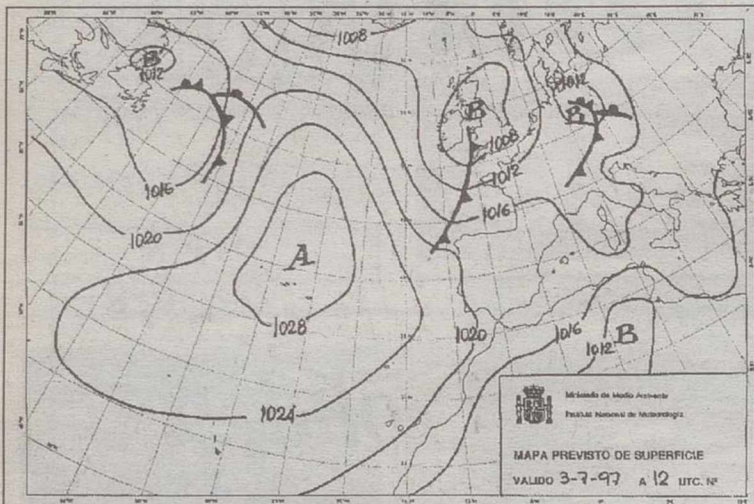 1008
B
1012
1012
B
B
1008
1012
1016
1016
1020
A
1028
1020
1016
1012
B
1024
Ministerio de Medio Ambiente
Instituto Nacional de Meteorología
MAPA PREVISTO DE SUPERFICIE
VALIDO 3-7-97 A 12 UTC. Nº